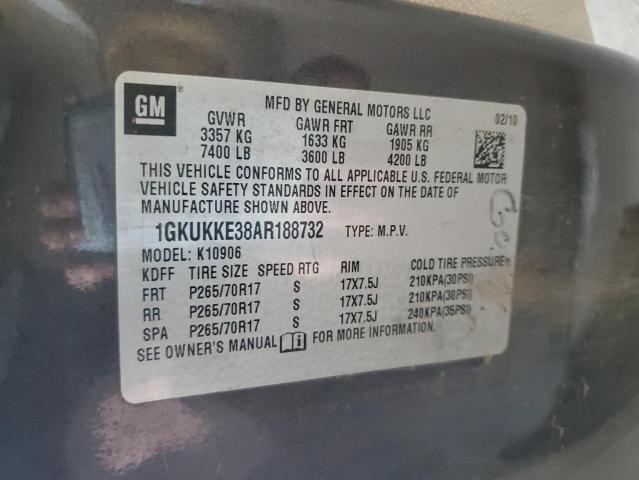 GM
MFD BY GENERAL MOTORS LLC
02/10
GVWR GAWR FRT GAWR RR
3357 KG 1633 KG 1905 KG
7400 LB 3600 LB 4200 LB
THIS VEHICLE CONFORMS TO ALL APPLICABLE U.S. FEDERAL MOTOR
VEHICLE SAFETY STANDARDS IN EFFECT ON THE DATE OF
MANUFACTURE SHOWN ABOVE.
1GKUKKE38AR188732 TYPE: M.P.V.
MODEL: K10906
KDFF TIRE SIZE SPEED RTG RIM COLD TIRE PRESSURE
FRT P265/70R17 S 17X7.5J 210KPA(30PSI)
RR P265/70R17 S 17X7.5J 210KPA(30PSI)
SPA P265/70R17 S 17X7.5J 240KPA(35PSI)
SEE OWNER'S MANUAL FOR MORE INFORMATION.